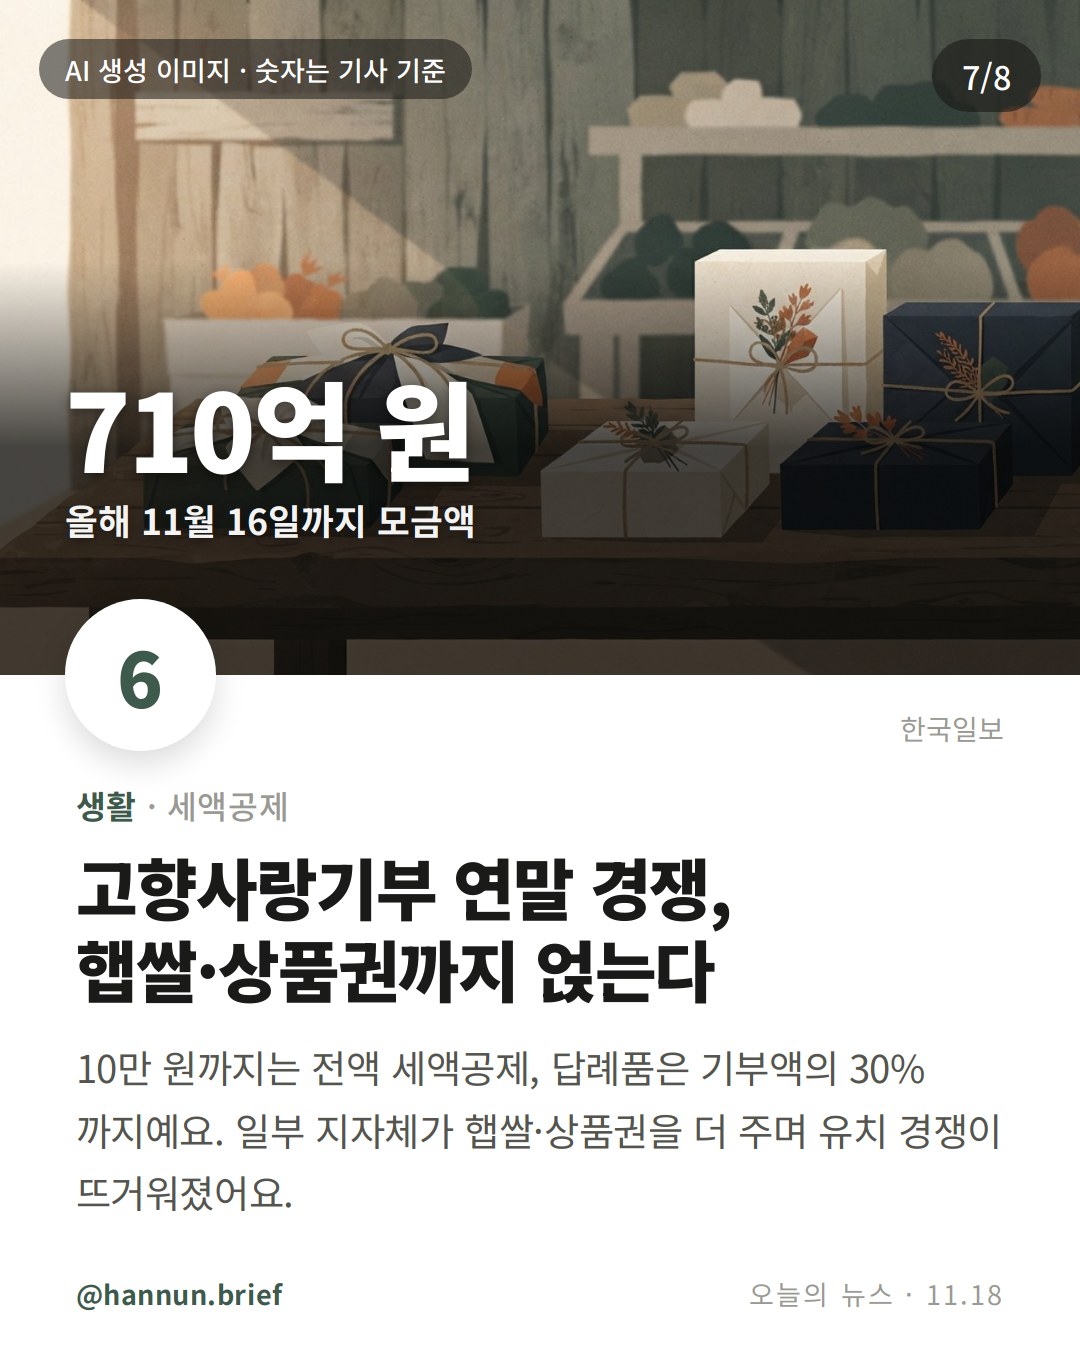 AI 생성 이미지 · 숫자는 기사 기준
7/8
710억 원
올해 11월 16일까지 모금액
6
한국일보
생활 · 세액공제
고향사랑기부 연말 경쟁,
햅쌀·상품권까지 얹는다
10만 원까지는 전액 세액공제, 답례품은 기부액의 30%
까지예요. 일부 지자체가 햅쌀·상품권을 더 주며 유치 경쟁이
뜨거워졌어요.
@hannun.brief
오늘의 뉴스 · 11.18